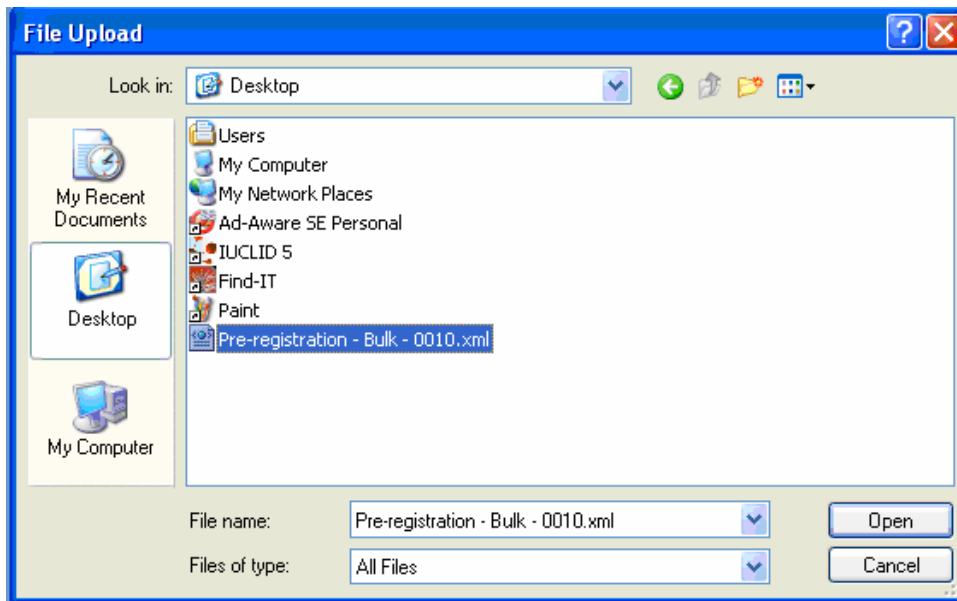 File Upload
Look in:
Desktop
My Recent
Documents
Desktop
My Computer
Users
My Computer
My Network Places
Ad-Aware SE Personal
IUCLID 5
Find-IT
Paint
Pre-registration - Bulk - 0010.xml
File name:
Pre-registration - Bulk - 0010.xml
Open
Files of type:
All Files
Cancel